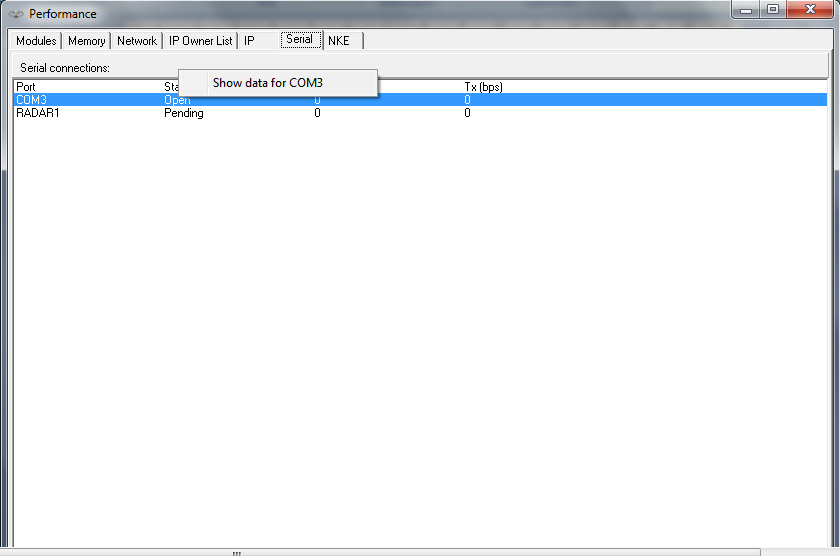 Performance
Modules Memory Network IP Owner List IP Serial NKE
Serial connections:
Show data for COM3
Port Tx (bps)
COM3 Open 0 0
RADAR1 Pending 0 0